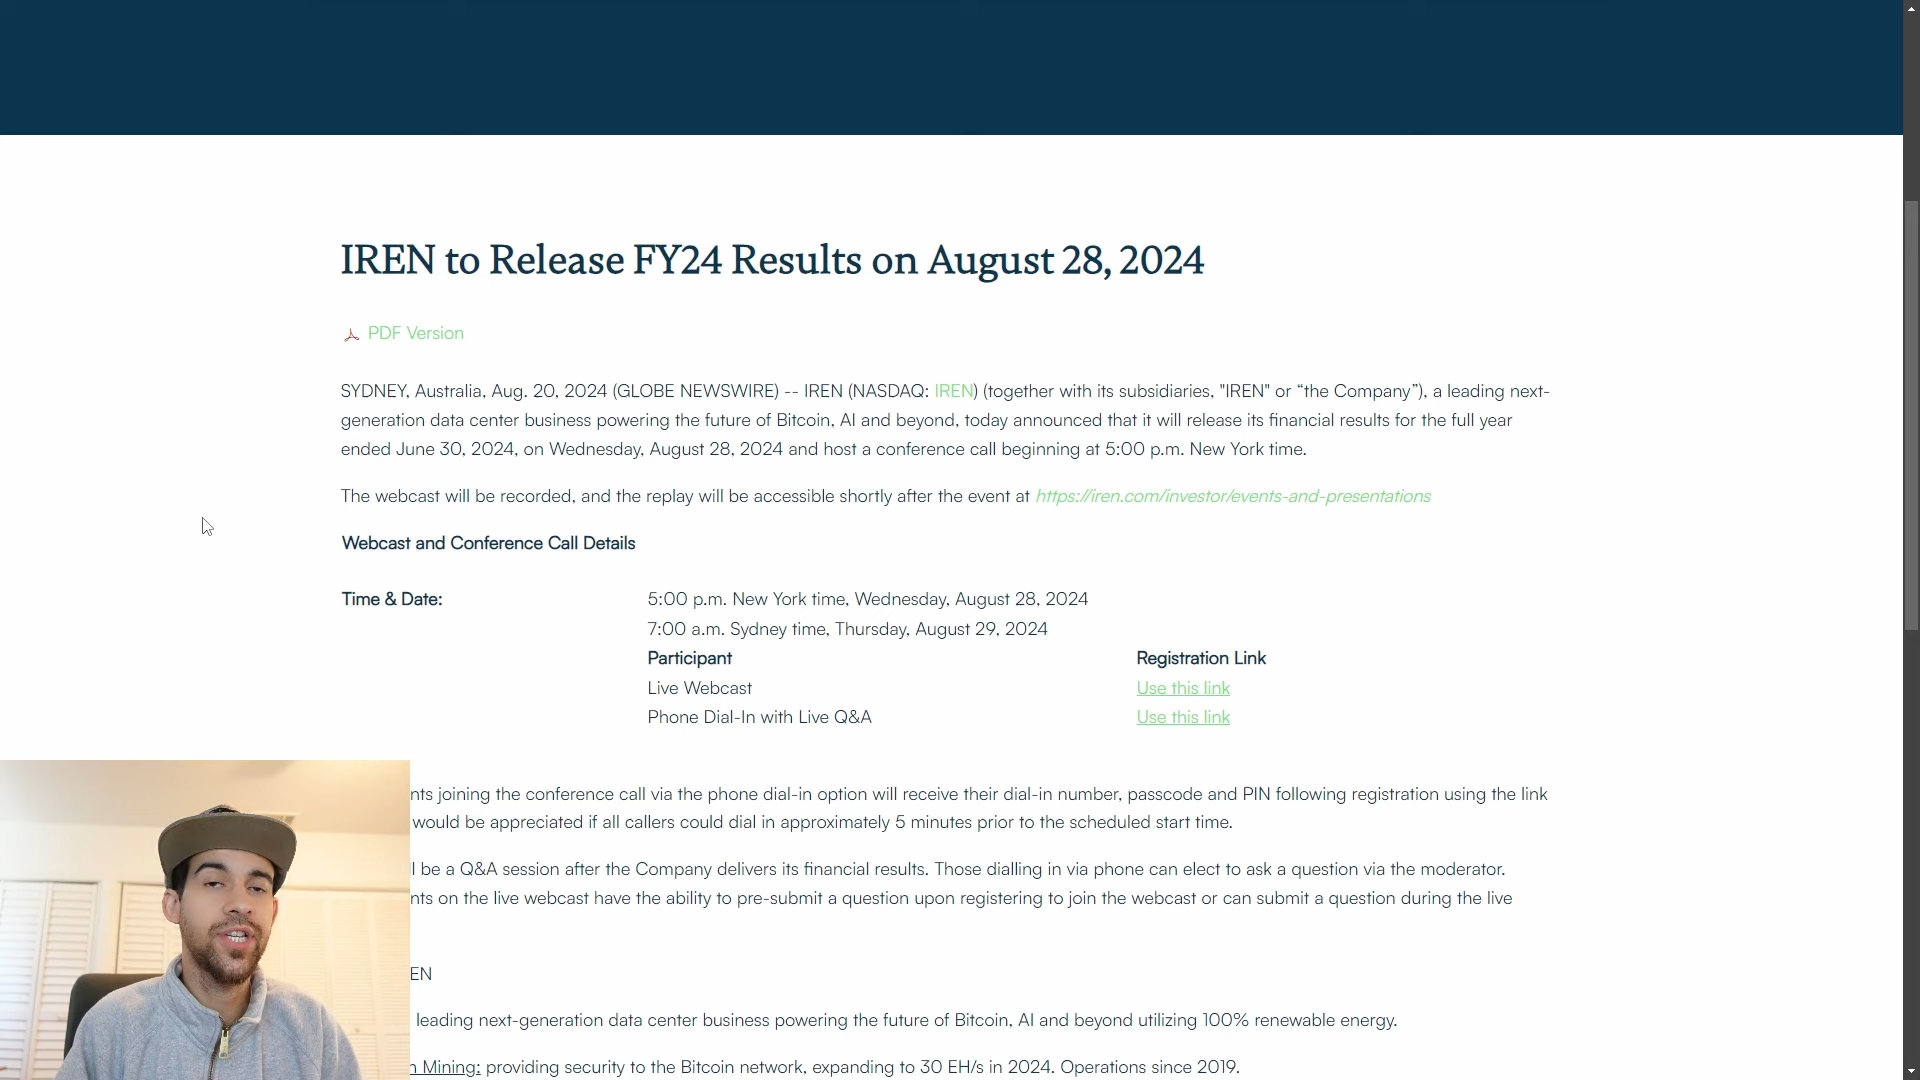 IREN to Release FY24 Results on August 28, 2024
PDF Version
SYDNEY, Australia, Aug. 20, 2024 (GLOBE NEWSWIRE) -- IREN (NASDAQ: IREN) (together with its subsidiaries, "IREN" or “the Company”), a leading next-
generation data center business powering the future of Bitcoin, AI and beyond, today announced that it will release its financial results for the full year
ended June 30, 2024, on Wednesday, August 28, 2024 and host a conference call beginning at 5:00 p.m. New York time.
The webcast will be recorded, and the replay will be accessible shortly after the event at https://iren.com/investor/events-and-presentations
Webcast and Conference Call Details
Time & Date: 5:00 p.m. New York time, Wednesday, August 28, 2024
7:00 a.m. Sydney time, Thursday, August 29, 2024
Participant Registration Link
Live Webcast Use this link
Phone Dial-In with Live Q&A Use this link
nts joining the conference call via the phone dial-in option will receive their dial-in number, passcode and PIN following registration using the link
would be appreciated if all callers could dial in approximately 5 minutes prior to the scheduled start time.
l be a Q&A session after the Company delivers its financial results. Those dialling in via phone can elect to ask a question via the moderator.
nts on the live webcast have the ability to pre-submit a question upon registering to join the webcast or can submit a question during the live
EN
leading next-generation data center business powering the future of Bitcoin, AI and beyond utilizing 100% renewable energy.
n Mining: providing security to the Bitcoin network, expanding to 30 EH/s in 2024. Operations since 2019.